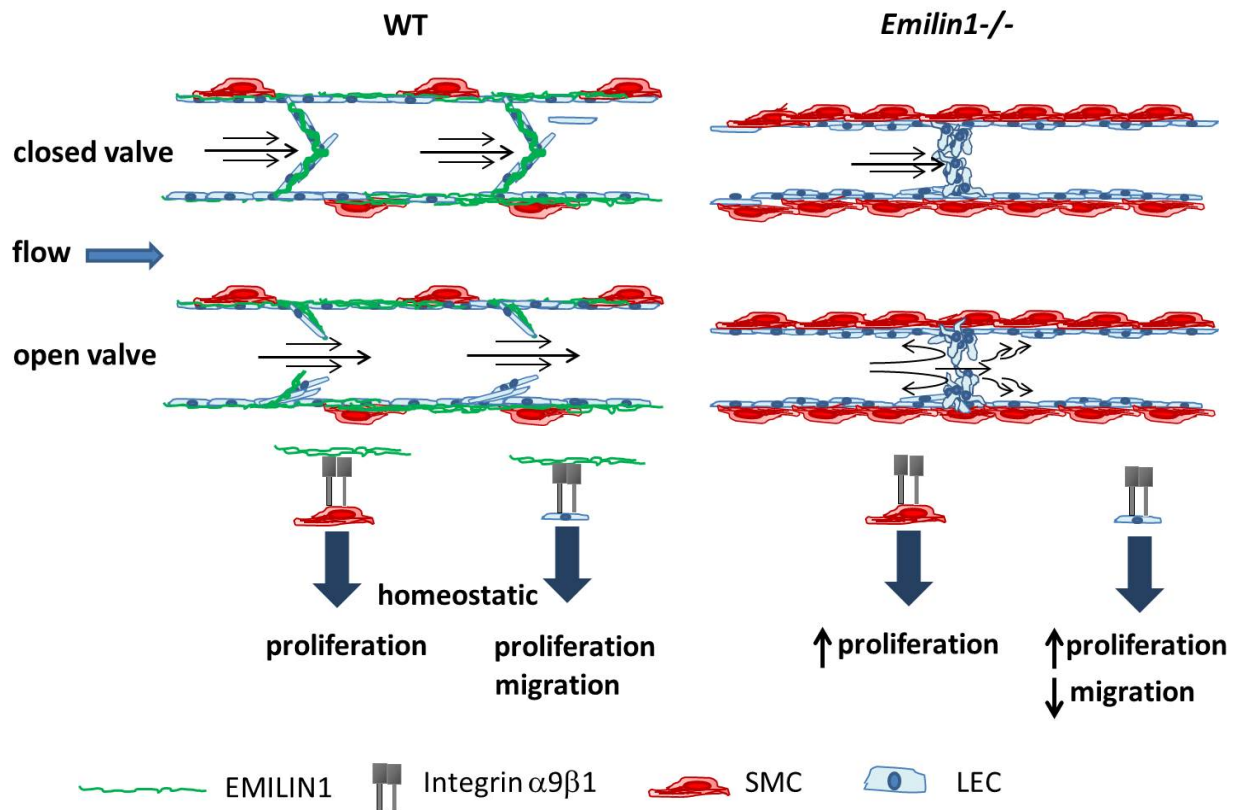 WT
Emilin1-/-
closed valve
flow
open valve
homeostatic
proliferation
proliferation
migration
proliferation
proliferation
migration
EMILIN1
Integrin α9β1
SMC
LEC